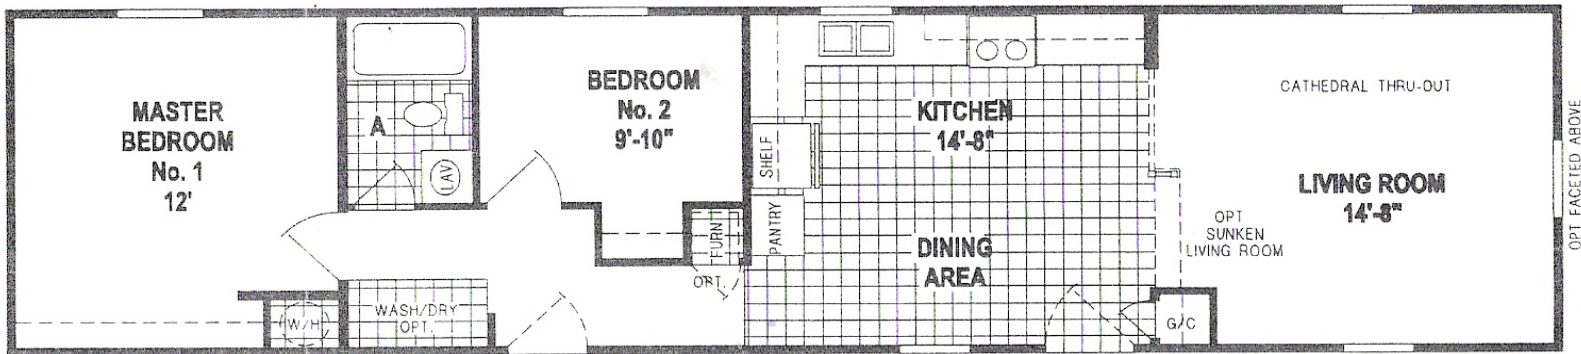 MASTER
BEDROOM
No. 1
12'
A
LAV
BEDROOM
No. 2
9'-10"
FURN
OPT.
W/H
WASH/DRY
OPT.
SHELF
PANTRY
KITCHEN
14'-8"
DINING
AREA
CATHEDRAL THRU-OUT
LIVING ROOM
14'-8"
OPT
SUNKEN
LIVING ROOM
G/C
OPT FACETED ABOVE